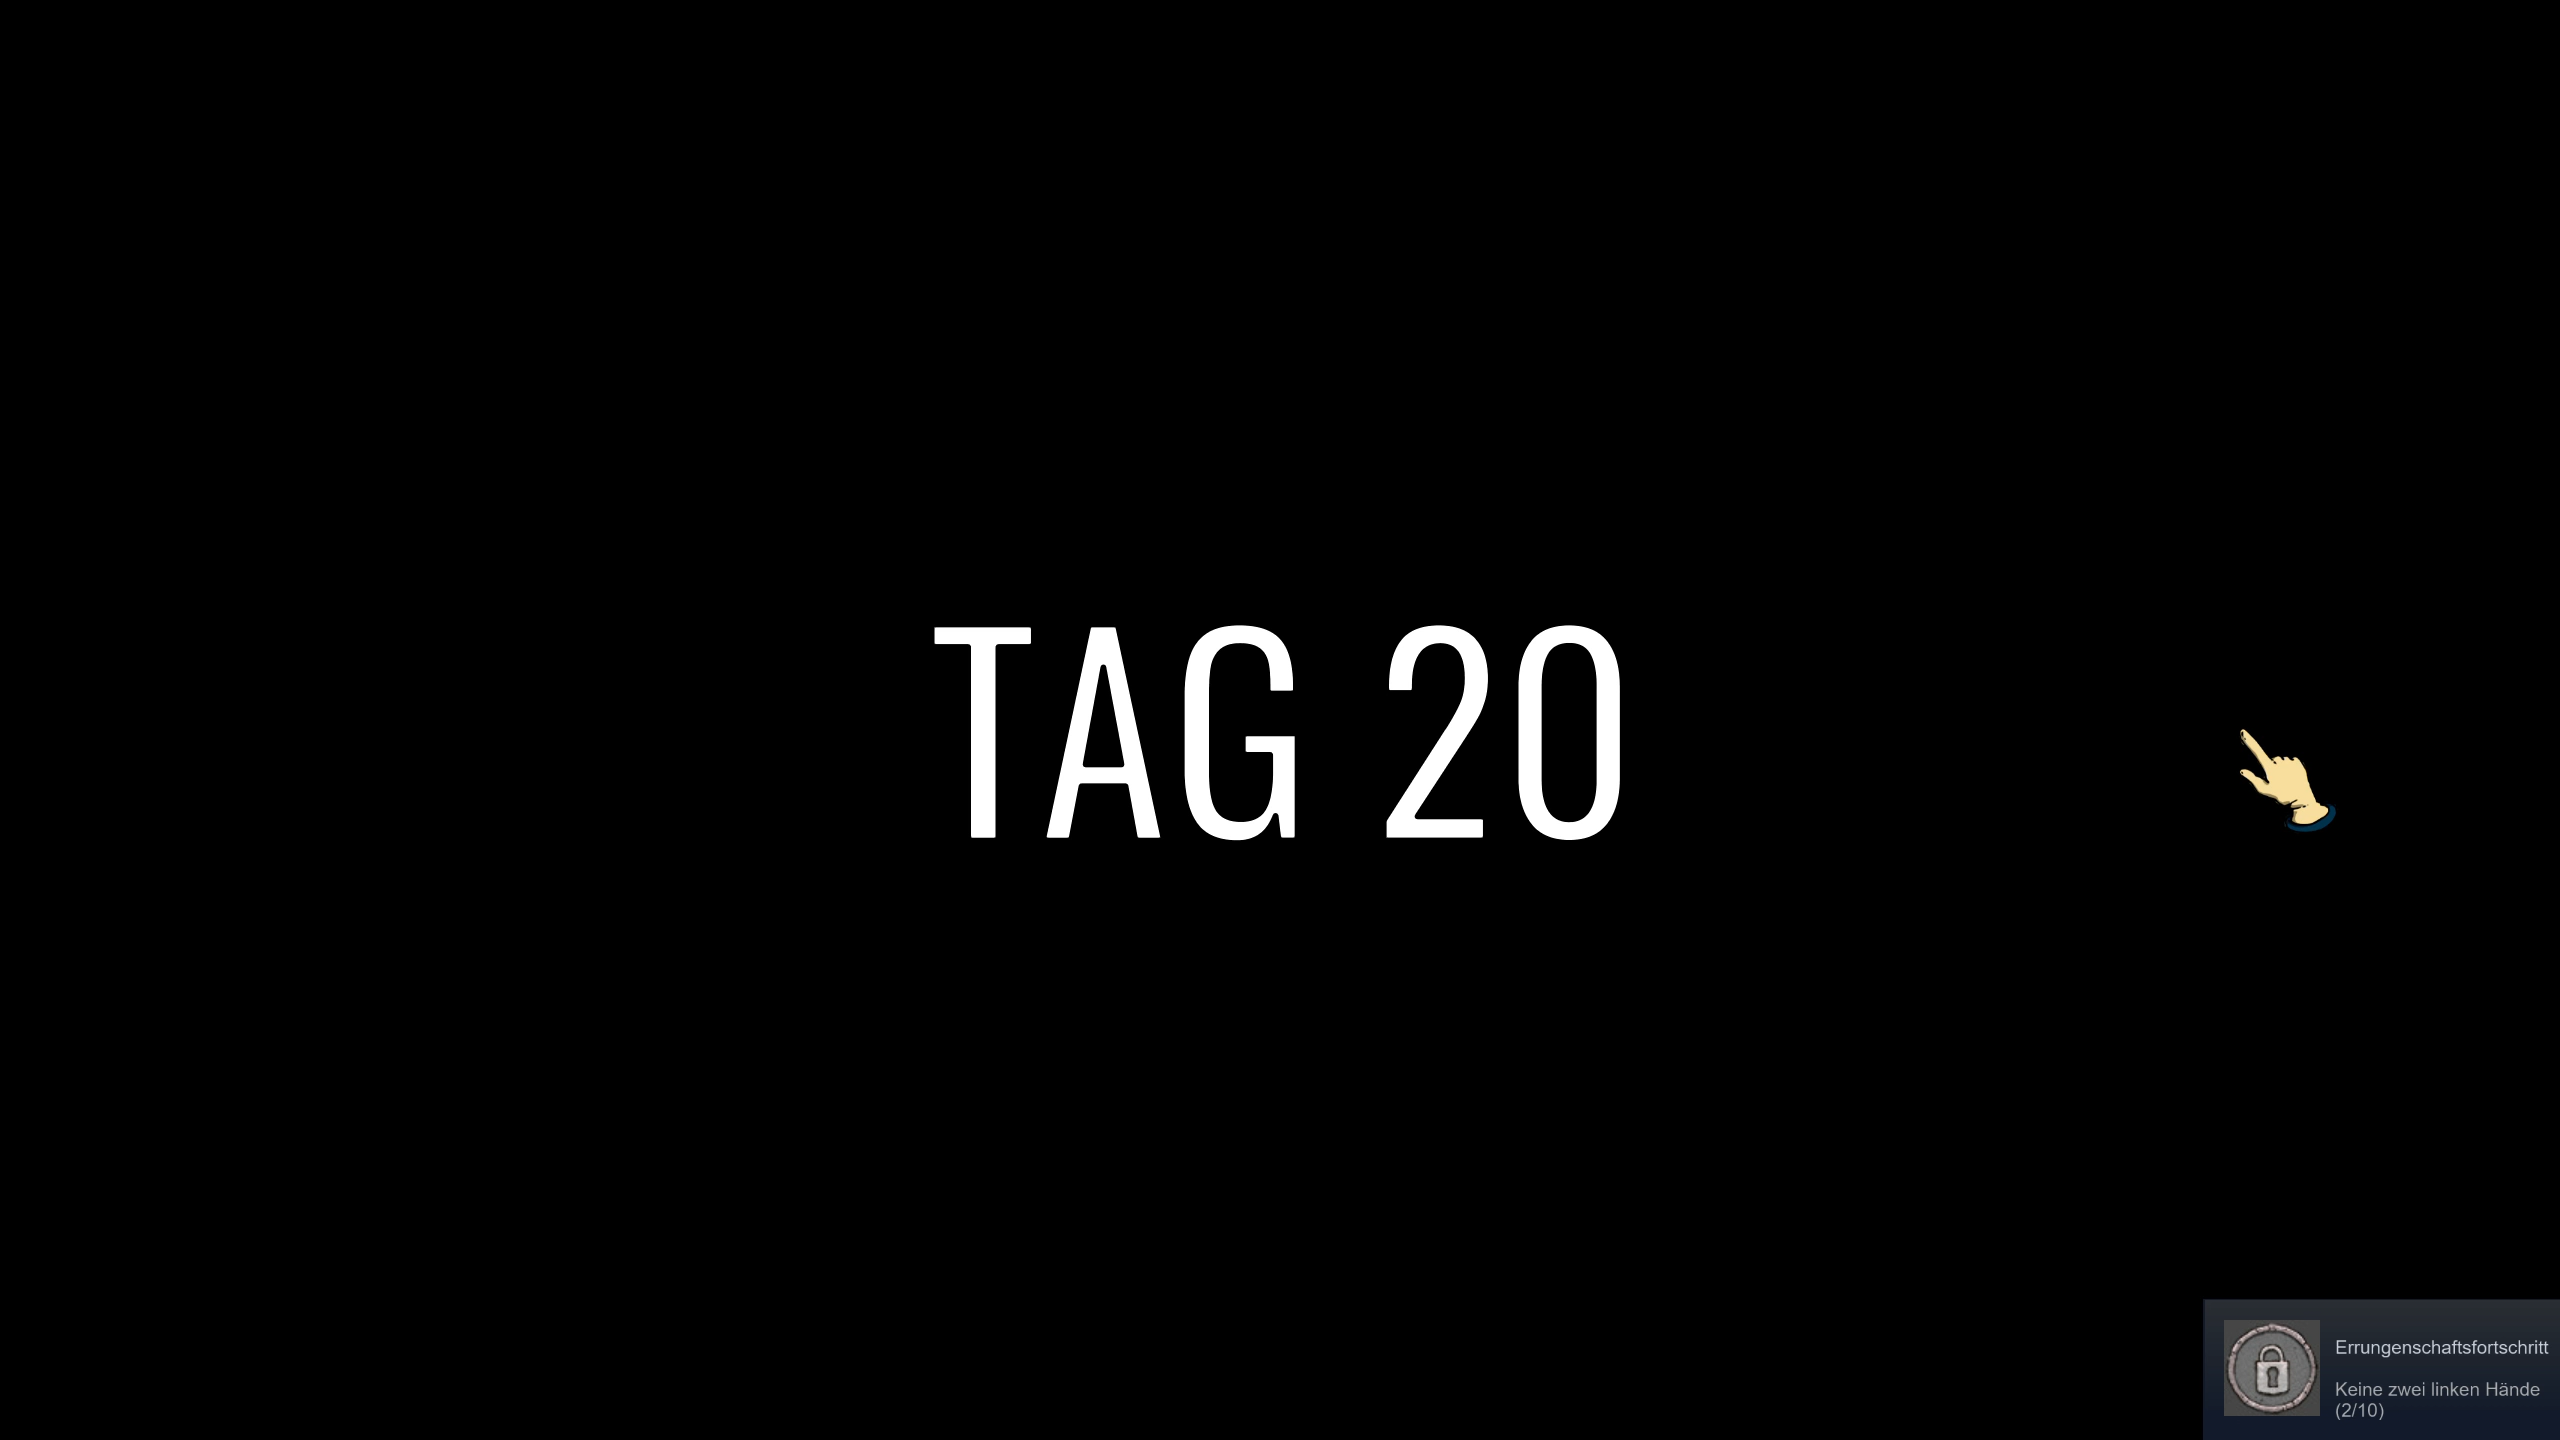 TAG 20
Errungenschaftsfortschritt
Keine zwei linken Hände
(2/10)